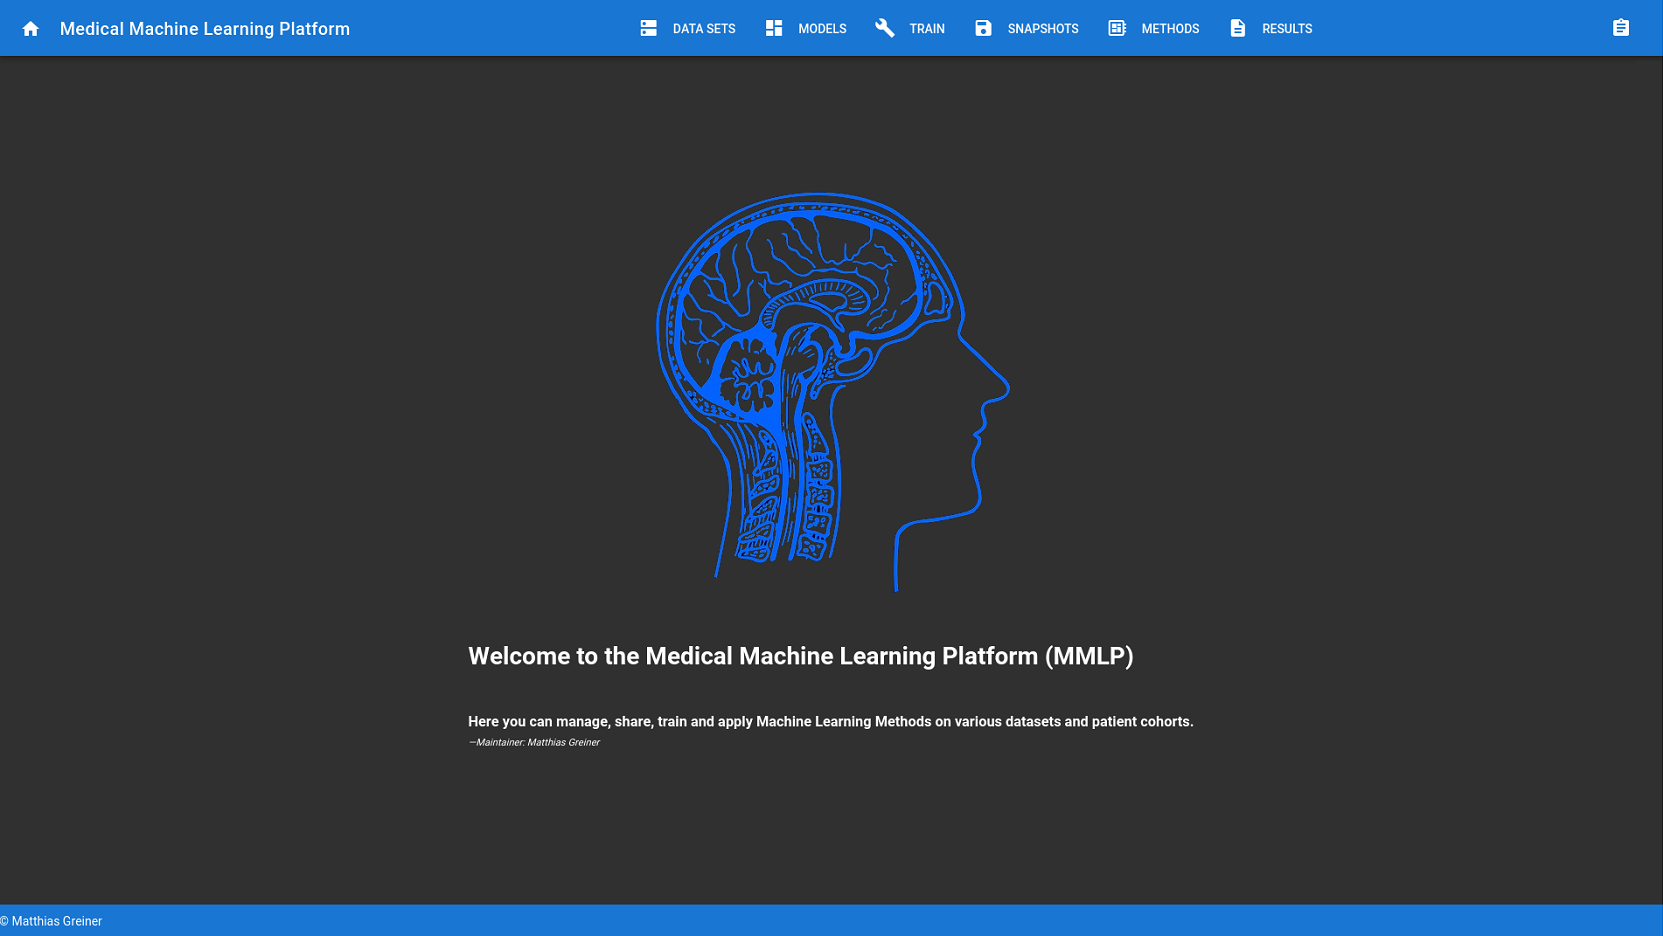 Medical Machine Learning Platform
DATA SETS
MODELS
TRAIN
SNAPSHOTS
METHODS
RESULTS
Welcome to the Medical Machine Learning Platform (MMLP)
Here you can manage, share, train and apply Machine Learning Methods on various datasets and patient cohorts.
—Maintainer: Matthias Greiner
© Matthias Greiner